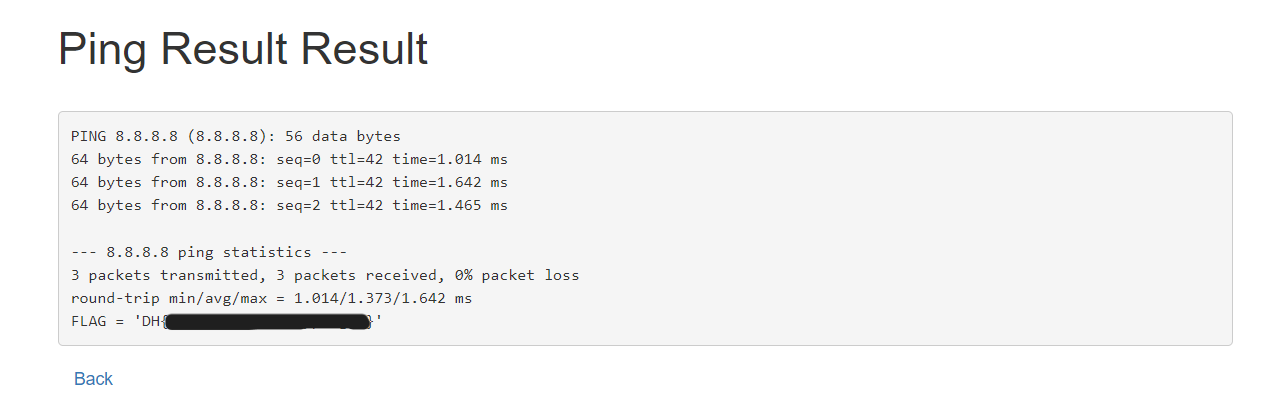 Ping Result Result
PING 8.8.8.8 (8.8.8.8): 56 data bytes
64 bytes from 8.8.8.8: seq=0 ttl=42 time=1.014 ms
64 bytes from 8.8.8.8: seq=1 ttl=42 time=1.642 ms
64 bytes from 8.8.8.8: seq=2 ttl=42 time=1.465 ms
--- 8.8.8.8 ping statistics ---
3 packets transmitted, 3 packets received, 0% packet loss
round-trip min/avg/max = 1.014/1.373/1.642 ms
FLAG = 'DH{}'
Back